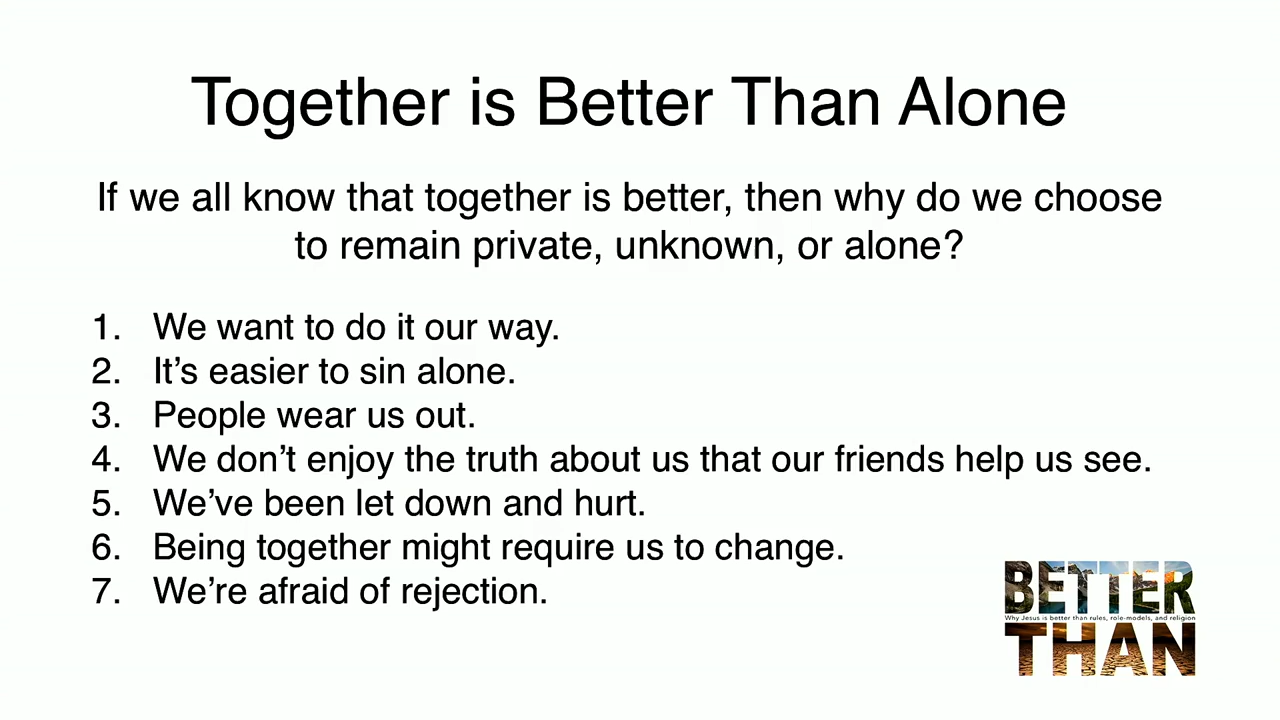 Together is Better Than Alone
If we all know that together is better, then why do we choose
to remain private, unknown, or alone?
1. We want to do it our way.
2. It’s easier to sin alone.
3. People wear us out.
4. We don’t enjoy the truth about us that our friends help us see.
5. We’ve been let down and hurt.
6. Being together might require us to change.
7. We’re afraid of rejection.
BETTER
Why Jesus is better than rules, role-models, and religion
THAN